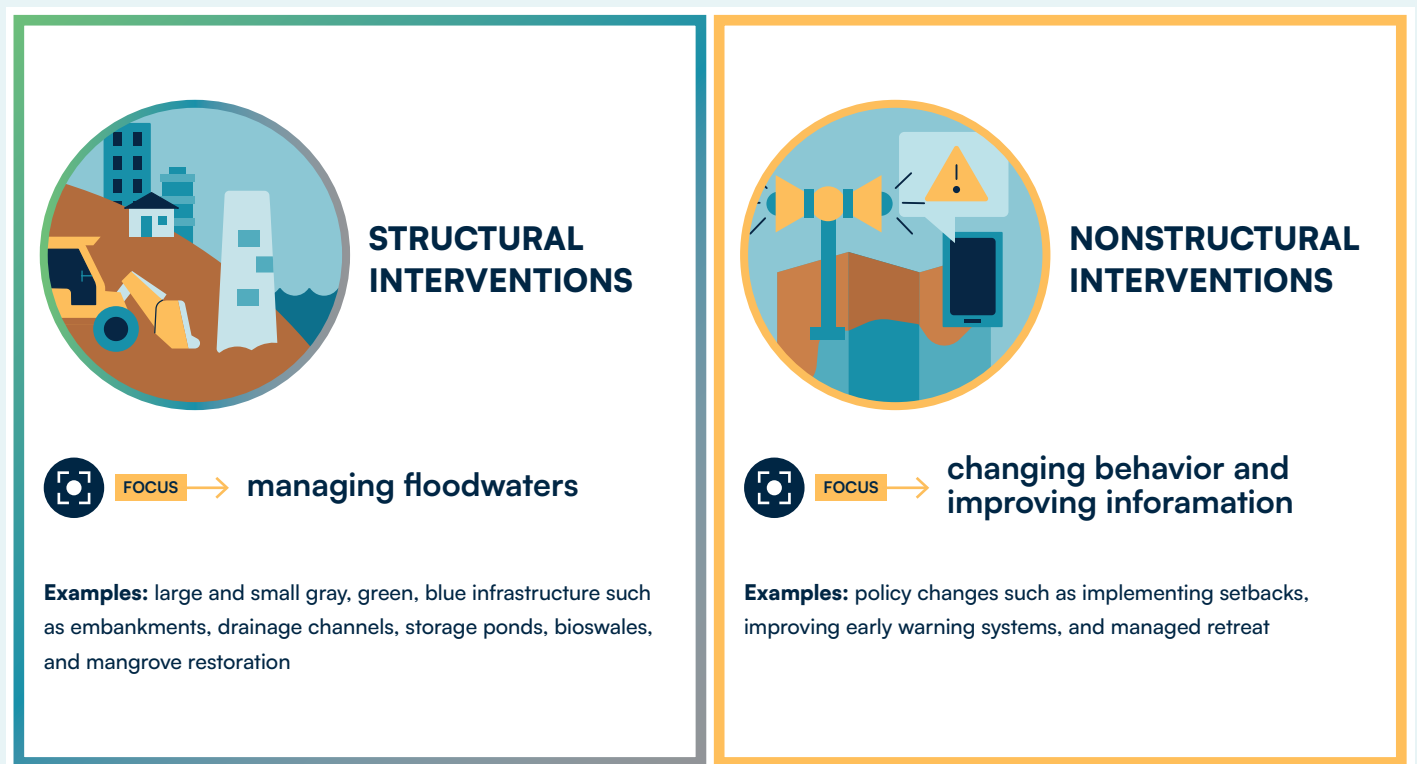 STRUCTURAL
INTERVENTIONS
FOCUS
managing floodwaters
Examples: large and small gray, green, blue infrastructure such
as embankments, drainage channels, storage ponds, bioswales,
and mangrove restoration
NONSTRUCTURAL
INTERVENTIONS
FOCUS
changing behavior and
improving inforamation
Examples: policy changes such as implementing setbacks,
improving early warning systems, and managed retreat